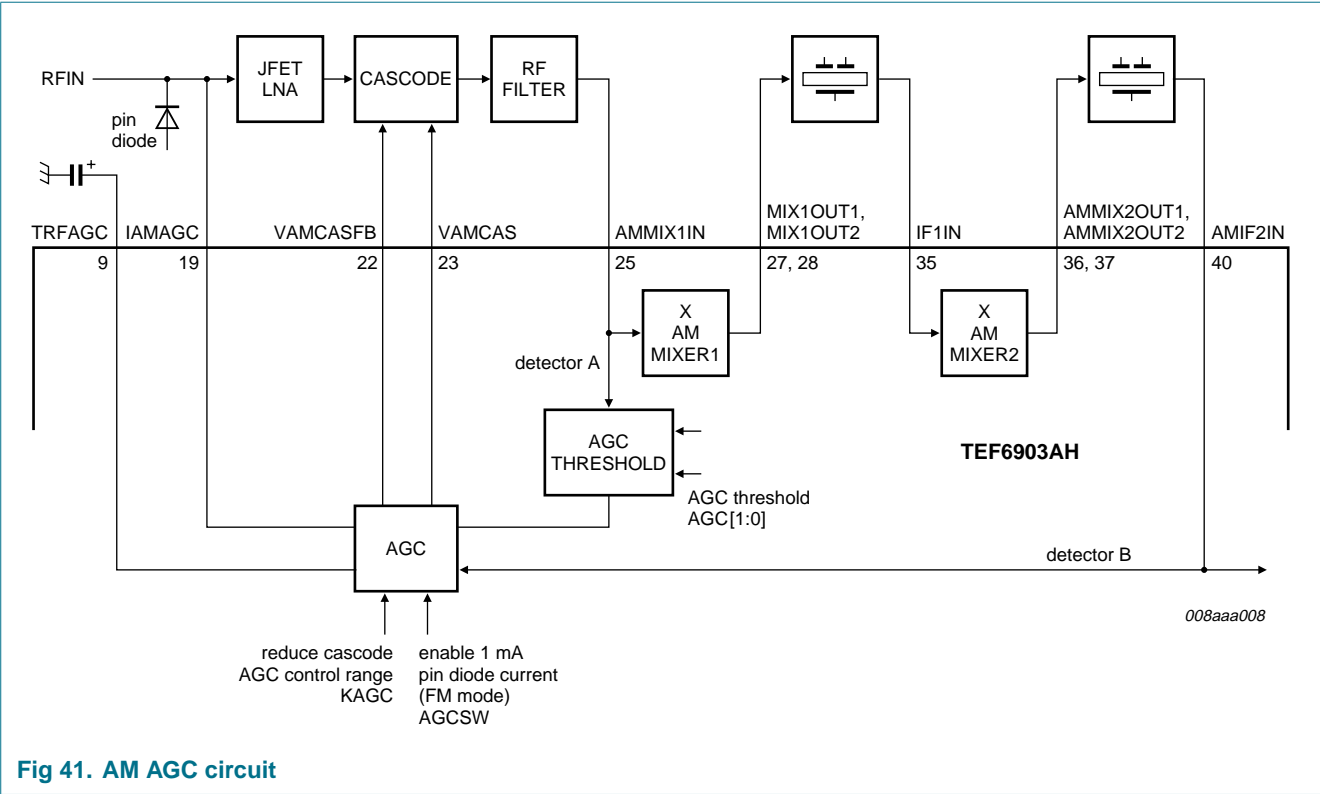 RFIN
pin
diode
+
JFET
LNA
CASCODE
RF
FILTER
TRFAGC
IAMAGC
VAMCASFB
VAMCAS
AMMIX1IN
MIX1OUT1,
MIX1OUT2
IF1IN
AMMIX2OUT1,
AMMIX2OUT2
AMIF2IN
9
19
22
23
25
27, 28
35
36, 37
40
X
AM
MIXER1
X
AM
MIXER2
detector A
AGC
THRESHOLD
AGC threshold
AGC[1:0]
TEF6903AH
AGC
detector B
008aaa008
reduce cascode
AGC control range
KAGC
enable 1 mA
pin diode current
(FM mode)
AGCSW
Fig 41. AM AGC circuit